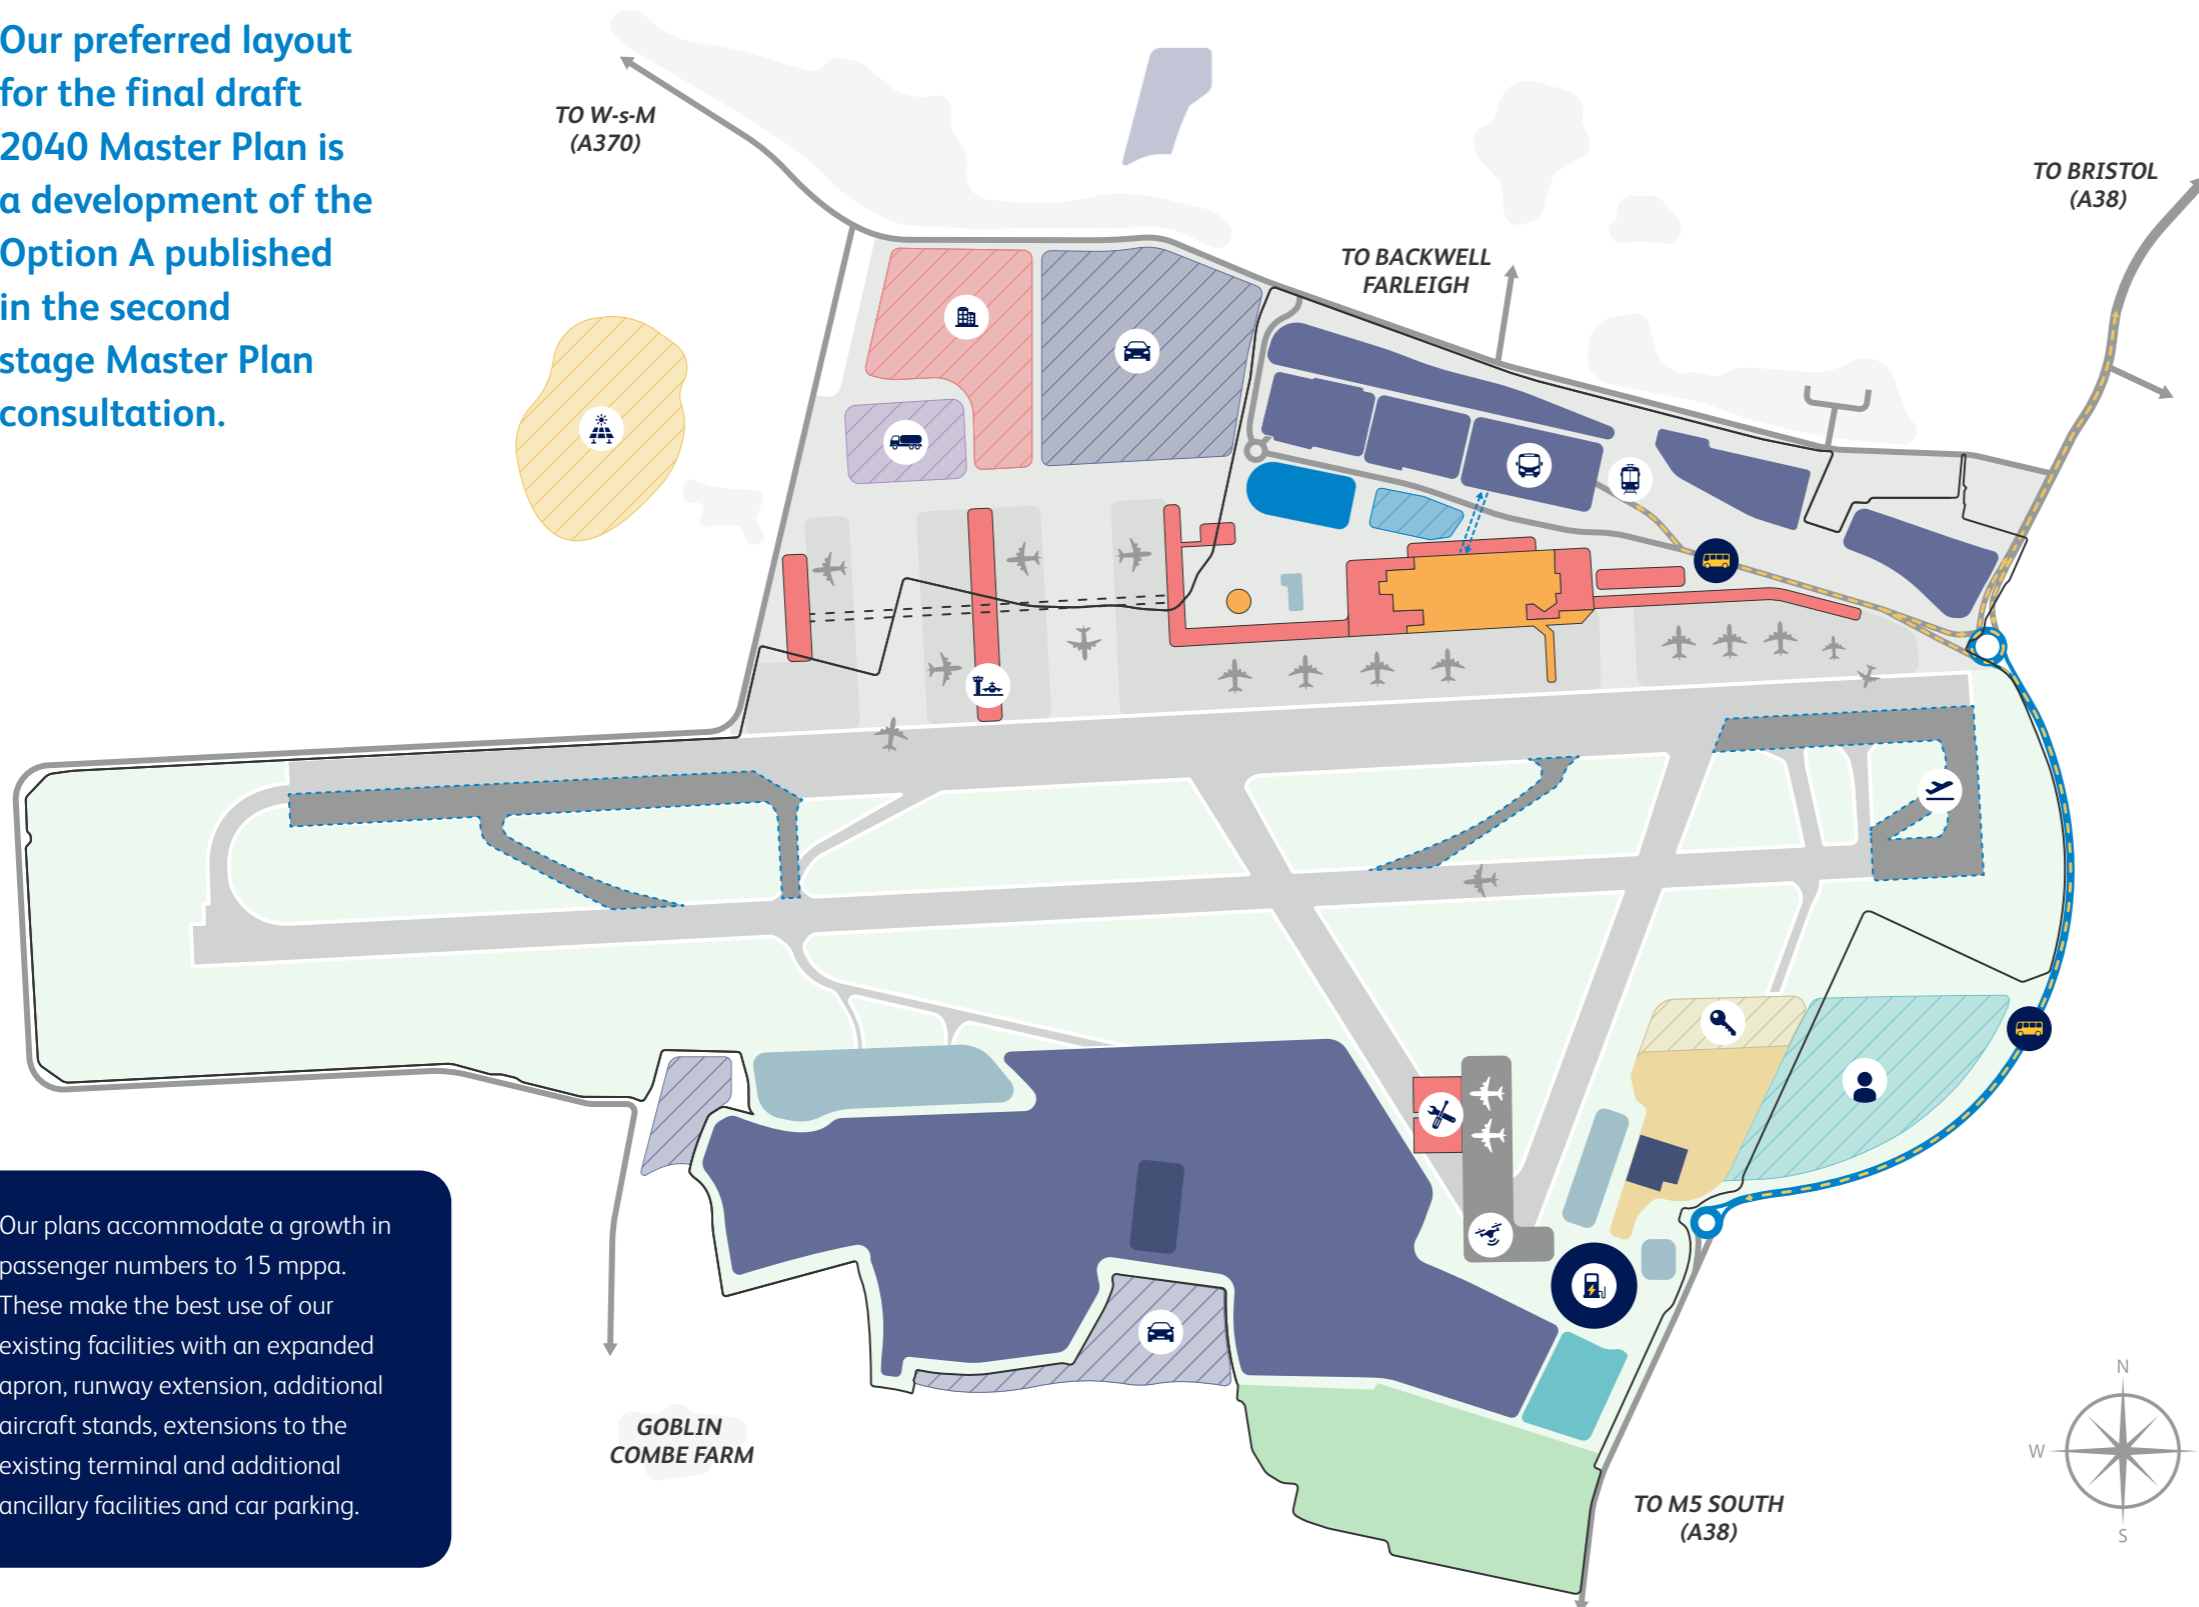 Our preferred layout
for the final draft
2040 Master Plan is
a development of the
Option A published
in the second
stage Master Plan
consultation.
TO W-s-M
(A370)
TO BACKWELL
FARLEIGH
TO BRISTOL
(A38)
Our plans accommodate a growth in
passenger numbers to 15 mppa.
These make the best use of our
existing facilities with an expanded
apron, runway extension, additional
aircraft stands, extensions to the
existing terminal and additional
ancillary facilities and car parking.
GOBLIN
COMBE FARM
TO M5 SOUTH
(A38)
N
W
S